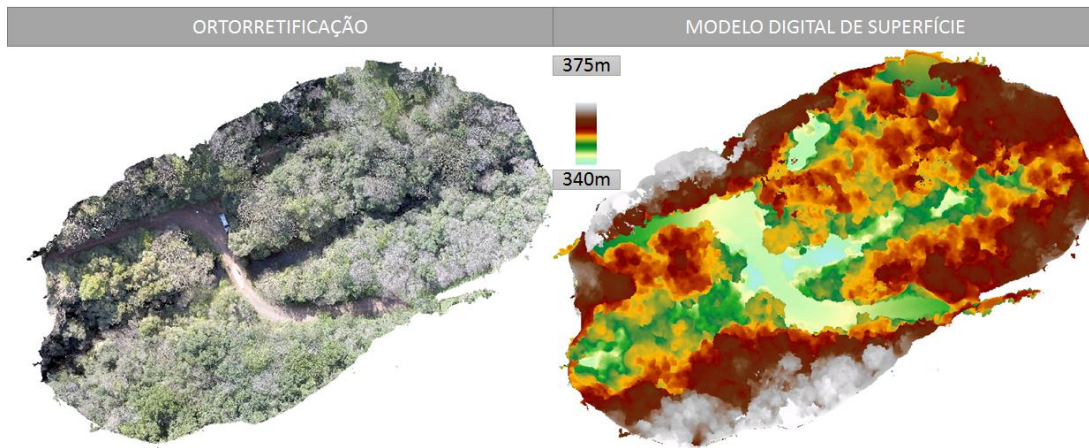 ORTORRETIFICAÇÃO
MODELO DIGITAL DE SUPERFÍCIE
375m
340m